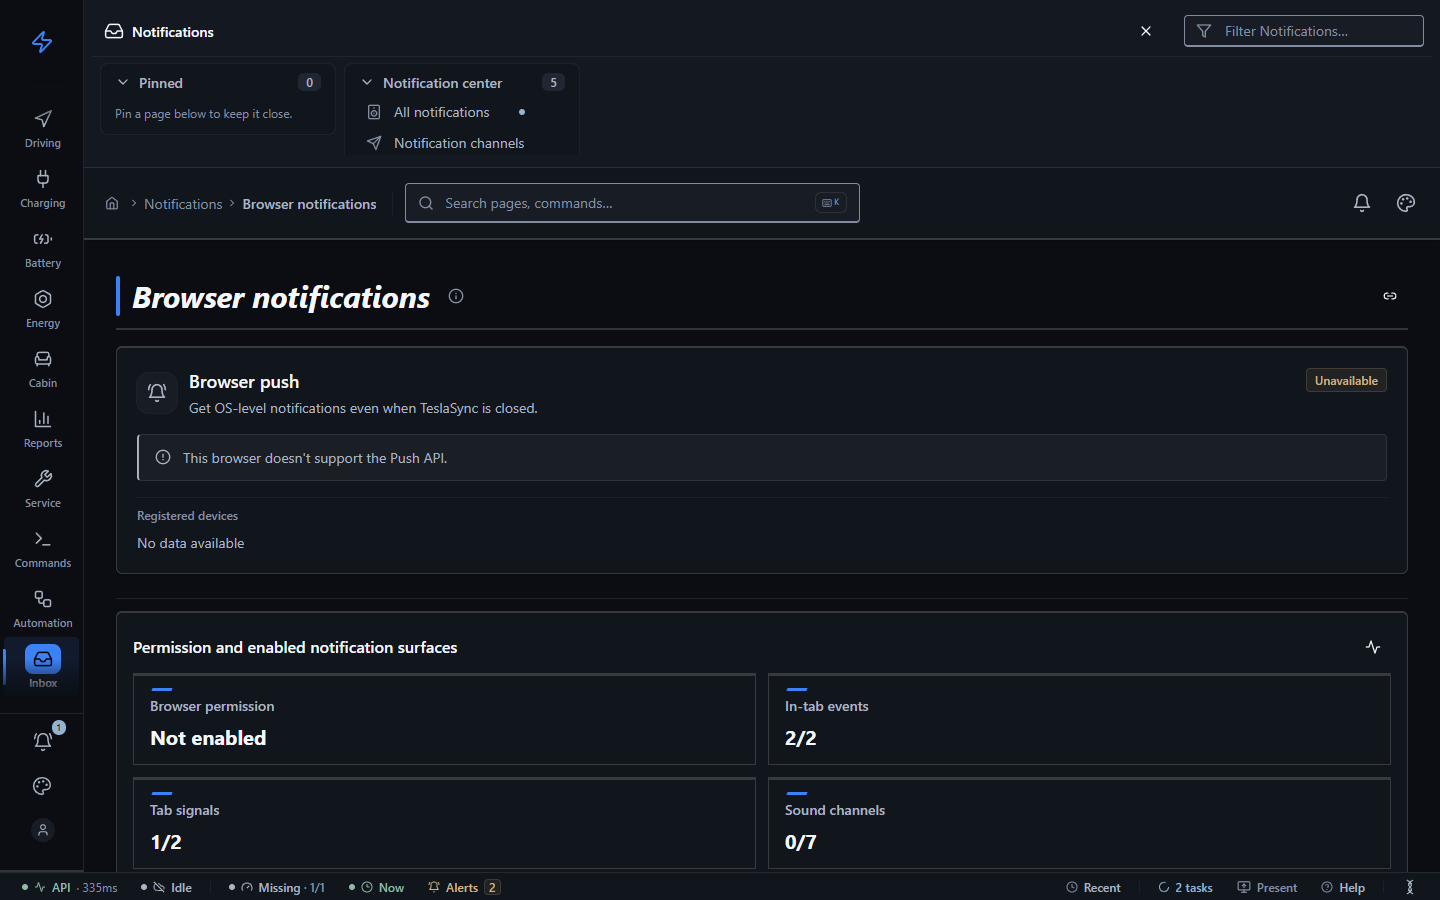 Notifications
Filter Notifications...
Pinned
0
Pin a page below to keep it close.
Notification center
5
All notifications
Notification channels
Driving
Charging
Battery
Energy
Cabin
Reports
Service
Commands
Automation
Inbox
1
Notifications
Browser notifications
Search pages, commands...
K
Browser notifications
Browser push
Get OS-level notifications even when TeslaSync is closed.
Unavailable
This browser doesn't support the Push API.
Registered devices
No data available
Permission and enabled notification surfaces
Browser permission
Not enabled
In-tab events
2/2
Tab signals
1/2
Sound channels
0/7
API · 335ms
Idle
Missing · 1/1
Now
Alerts 2
Recent
2 tasks
Present
Help